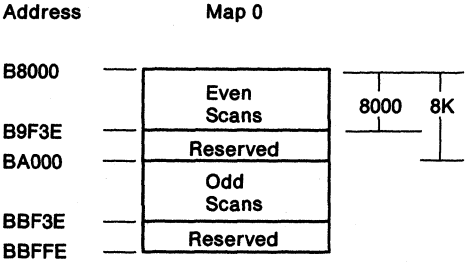 Address Map 0
B8000
Even
Scans
8000 8K
B9F3E
Reserved
BA000
Odd
Scans
BBF3E
Reserved
BBFFE